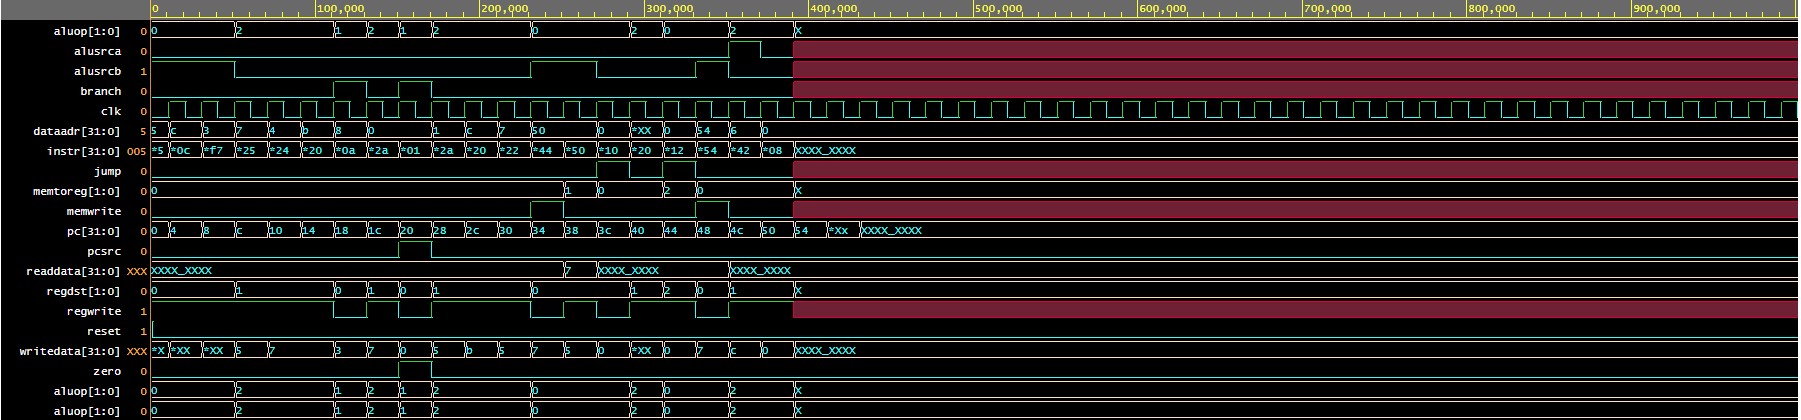 0 100,000 200,000 300,000 400,000 500,000 600,000 700,000 800,000 900,000
aluop[1:0] 0 0 2 1 2 1 2 0 2 0 2 X
alusrca 0
alusrcb 1
branch 0
clk 0
dataadr[31:0] 5 5 c 3 7 4 b 8 0 1 c 7 50 0 *XX 0 54 6 0
instr[31:0] 005 *5 *0c *f7 *25 *24 *20 *0a *2a *01 *2a *20 *22 *44 *50 *10 *20 *12 *54 *42 *08 XXXX_XXXX
jump 0
memtoreg[1:0] 0 0 1 0 2 0 X
memwrite 0
pc[31:0] 0 0 4 8 c 10 14 18 1c 20 28 2c 30 34 38 3c 40 44 48 4c 50 54 *Xx XXXX_XXXX
pcsrc 0
readdata[31:0] XXX XXXX_XXXX 7 XXXX_XXXX XXXX_XXXX
regdst[1:0] 0 0 1 0 1 0 1 0 1 2 0 1 X
regwrite 1
reset 1
writedata[31:0] XXX *X *XX *XX 5 7 3 7 0 5 b 5 7 5 0 *XX 0 7 c 0 XXXX_XXXX
zero 0
aluop[1:0] 0 0 2 1 2 1 2 0 2 0 2 X
aluop[1:0] 0 0 2 1 2 1 2 0 2 0 2 X